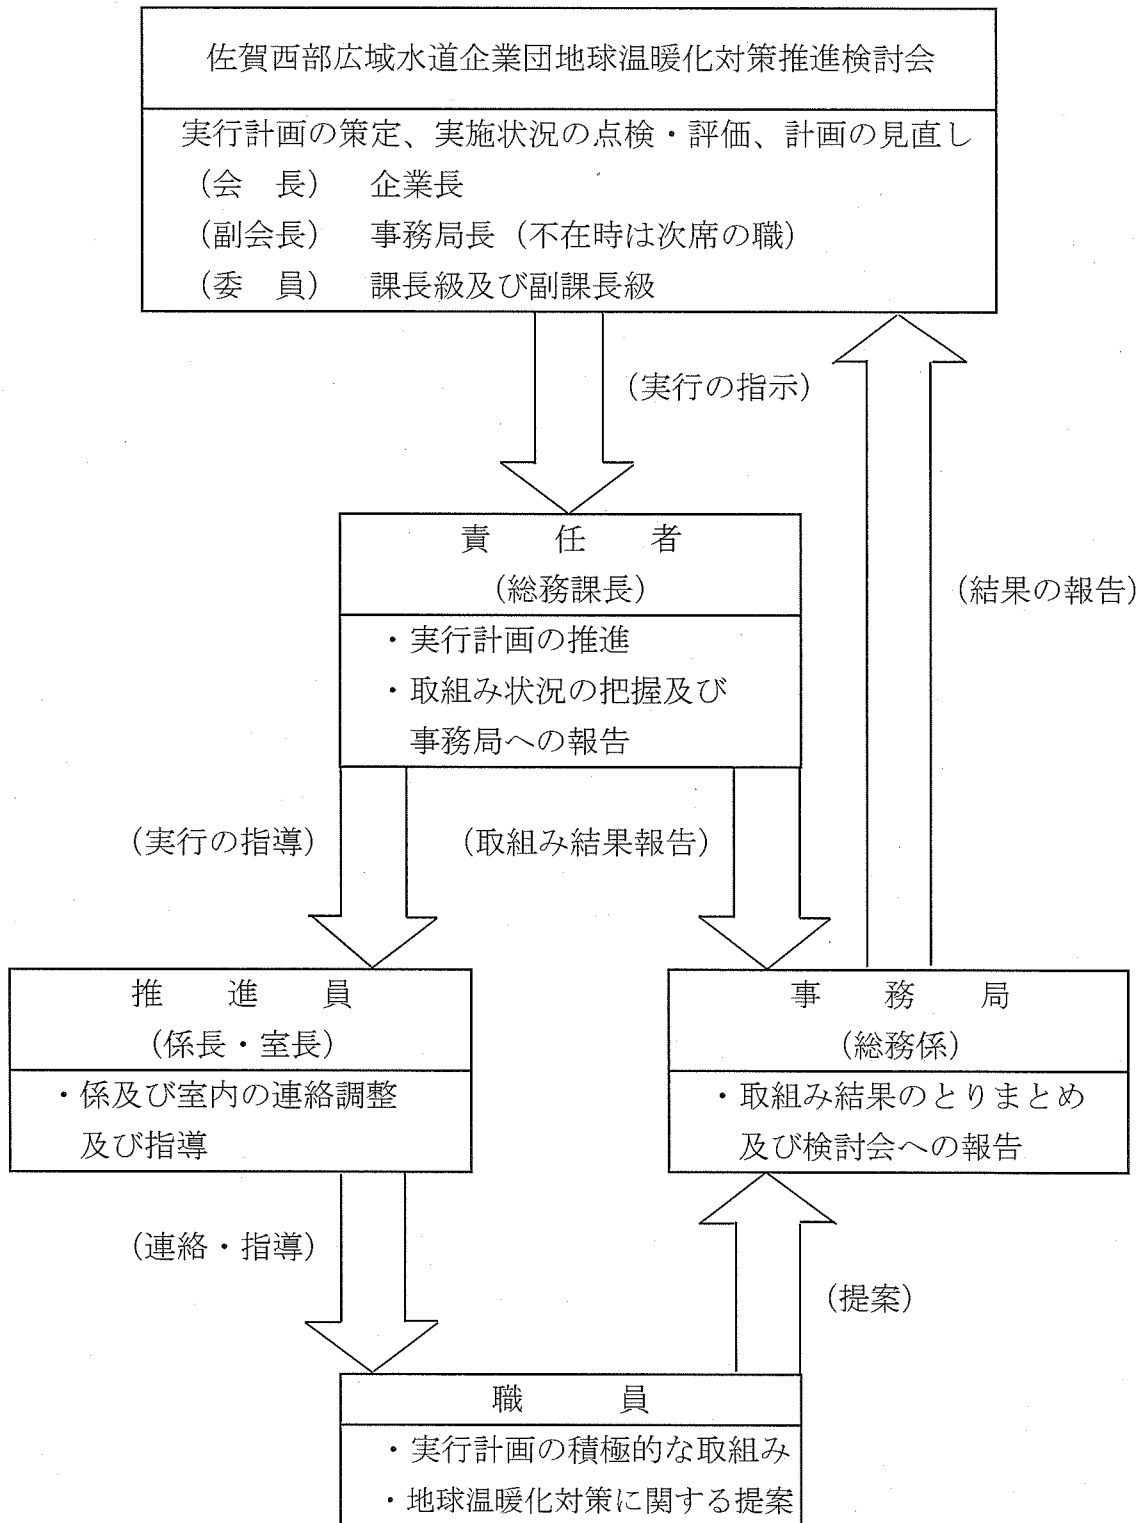 佐賀西部広域水道企業団地球温暖化対策推進検討会
実行計画の策定、実施状況の点検・評価、計画の見直し
（会　長）　企業長
（副会長）　事務局長（不在時は次席の職）
（委　員）　課長級及び副課長級
（実行の指示）
責　任　者
（総務課長）
（結果の報告）
・実行計画の推進
・取組み状況の把握及び
事務局への報告
（実行の指導）
（取組み結果報告）
推　進　員
（係長・室長）
・係及び室内の連絡調整
及び指導
事　務　局
（総務係）
・取組み結果のとりまとめ
及び検討会への報告
（連絡・指導）
（提案）
職　員
・実行計画の積極的な取組み
・地球温暖化対策に関する提案